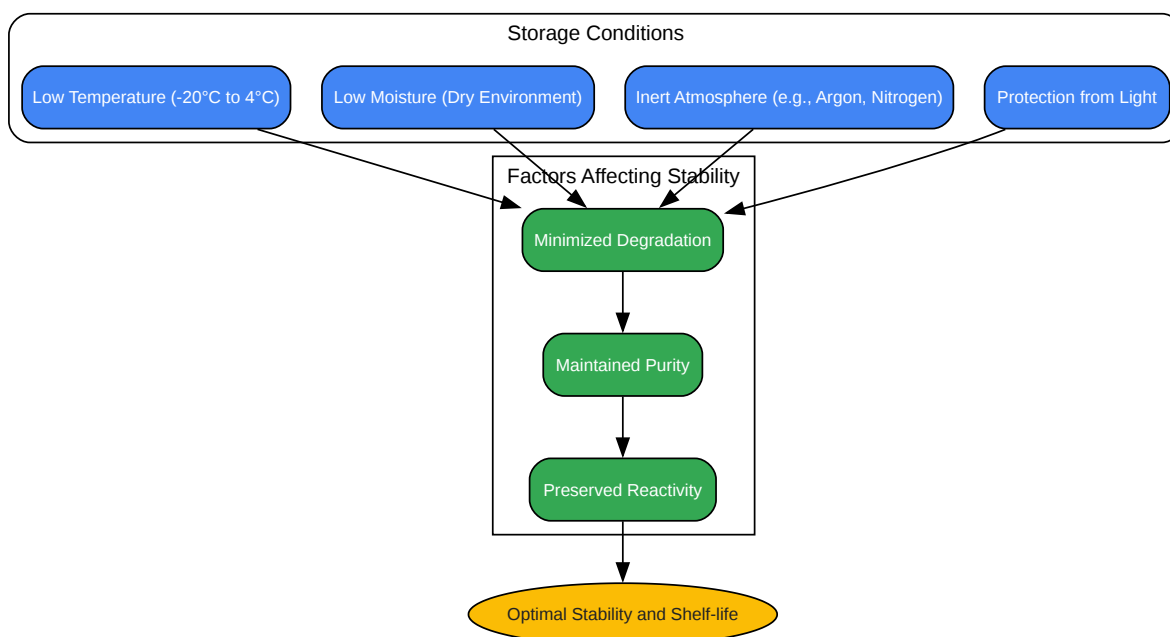 Storage Conditions
Low Temperature (-20°C to 4°C)
Low Moisture (Dry Environment)
Inert Atmosphere (e.g., Argon, Nitrogen)
Protection from Light
Factors Affecting Stability
Minimized Degradation
Maintained Purity
Preserved Reactivity
Optimal Stability and Shelf-life